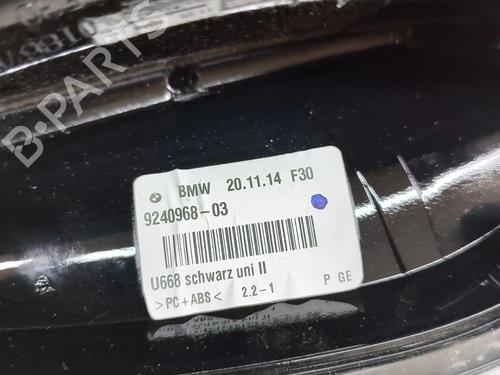 B-PARTS
BMW 20.11.14 F30
9240968-03
U668 schwarz uni II
>PC+ABS< 2.2-1 P GE